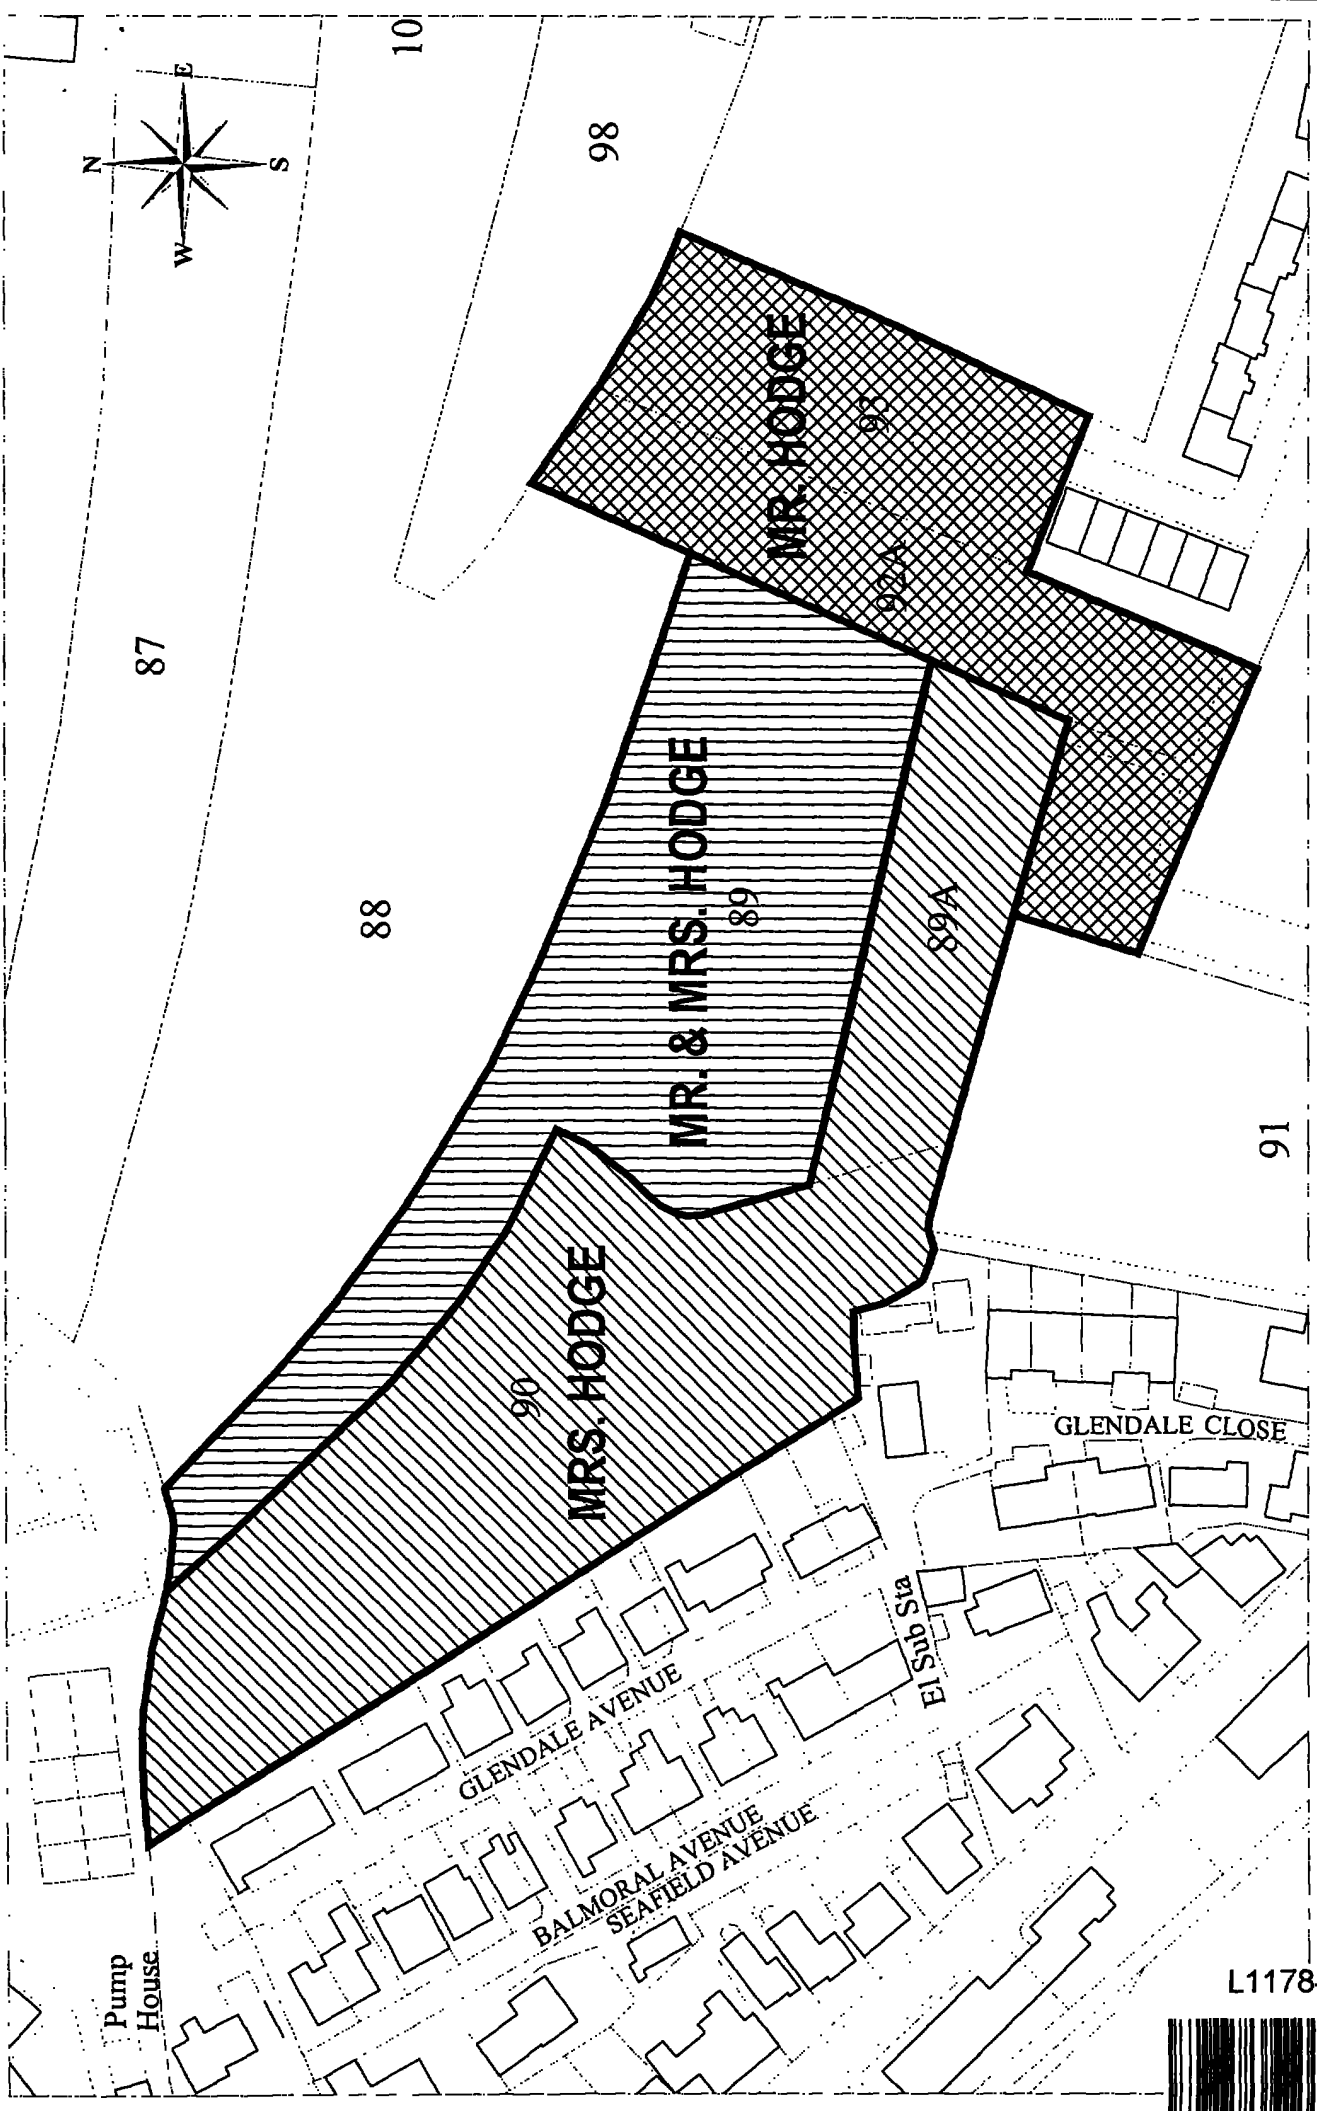 10
E
N
S
W
98
MR. HODGE
93
92A
87
88
MR. & MRS. HODGE
89
89A
91
MRS. HODGE
90
GLENDALE CLOSE
El Sub Sta
GLENDALE AVENUE
BALMORAL AVENUE
SEAFIELD AVENUE
Pump
House
L1178